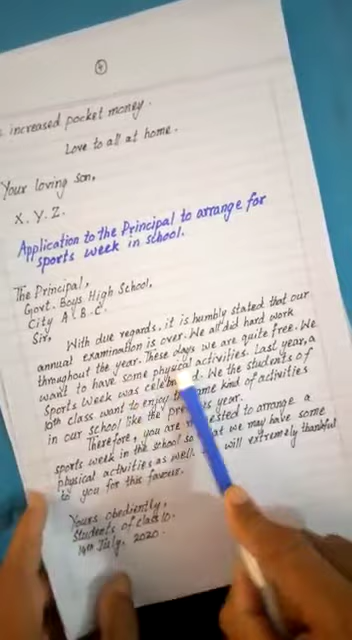 4
increased pocket money.
Love to all at home.
Your loving son,
X.Y.Z.
Application to the Principal to arrange for
sports week in school.
The Principal,
Govt. Boys High School,
City A.B.C.
Sir,
With due regards, it is humbly stated that our
annual examination is over. We all did hard work
throughout the year. These days we are quite free. We
want to have some physical activities. Last year, a
Sports Week was celebrated. We the students of
10th class want to enjoy the same kind of activities
in our school like the previous year.
Therefore, you are requested to arrange a
sports week in the school so that we may have some
physical activities as well. will extremely thankful
to you for this favour.
Yours obediently,
Students of class 10.
14th July, 2020.